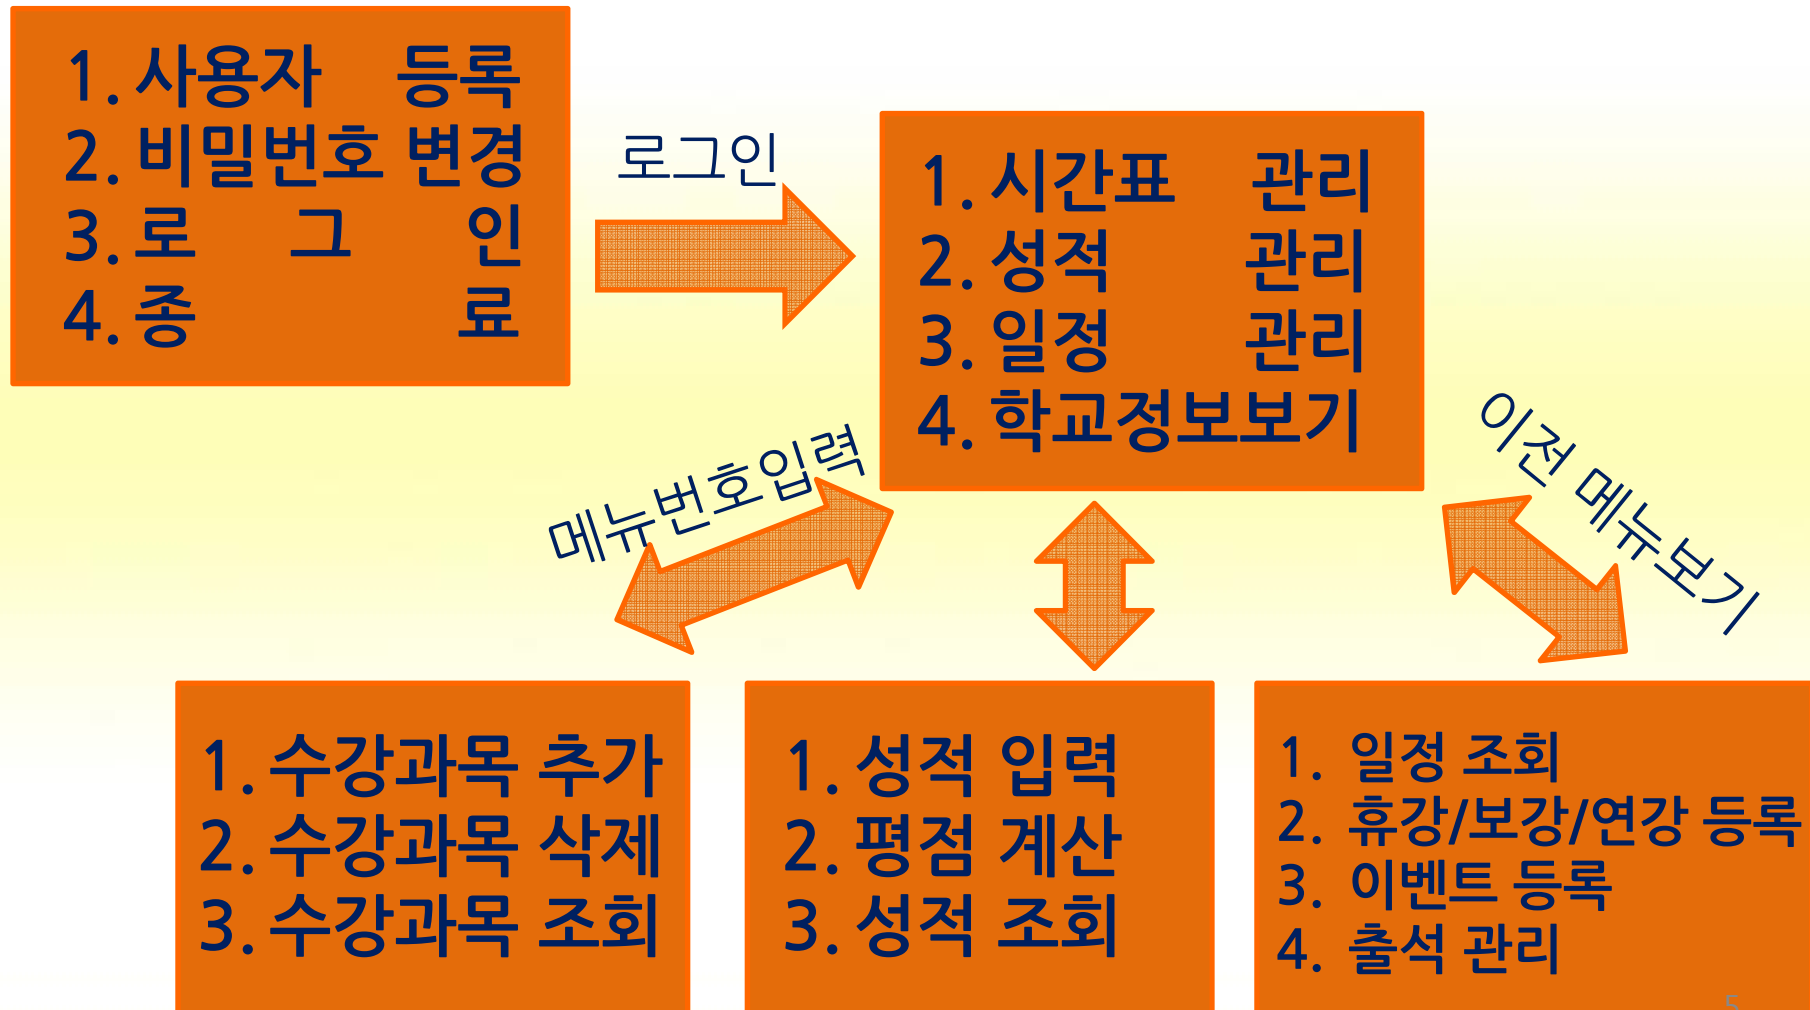 1. 사용자 등록
2. 비밀번호 변경
3. 로 그 인
4. 종 료
로그인
1. 시간표 관리
2. 성적 관리
3. 일정 관리
4. 학교정보보기
메뉴번호입력
이전 메뉴보기
1. 수강과목 추가
2. 수강과목 삭제
3. 수강과목 조회
1. 성적 입력
2. 평점 계산
3. 성적 조회
1. 일정 조회
2. 휴강/보강/연강 등록
3. 이벤트 등록
4. 출석 관리
5